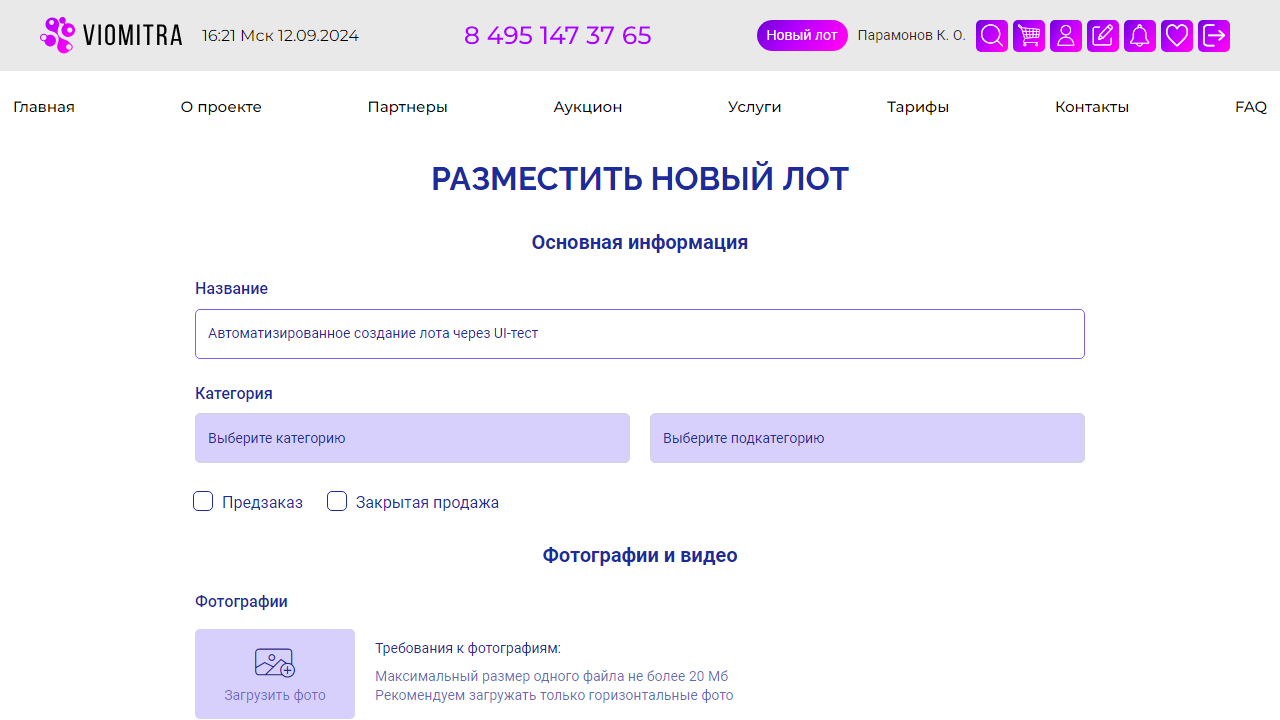 VIOMITRA 16:21 Мск 12.09.2024 8 495 147 37 65 Новый лот Парамонов К. О.
Главная О проекте Партнеры Аукцион Услуги Тарифы Контакты FAQ
РАЗМЕСТИТЬ НОВЫЙ ЛОТ
Основная информация
Название
Автоматизированное создание лота через UI-тест
Категория
Выберите категорию Выберите подкатегорию
Предзаказ Закрытая продажа
Фотографии и видео
Фотографии
Требования к фотографиям:
Максимальный размер одного файла не более 20 Мб
Загрузить фото Рекомендуем загружать только горизонтальные фото